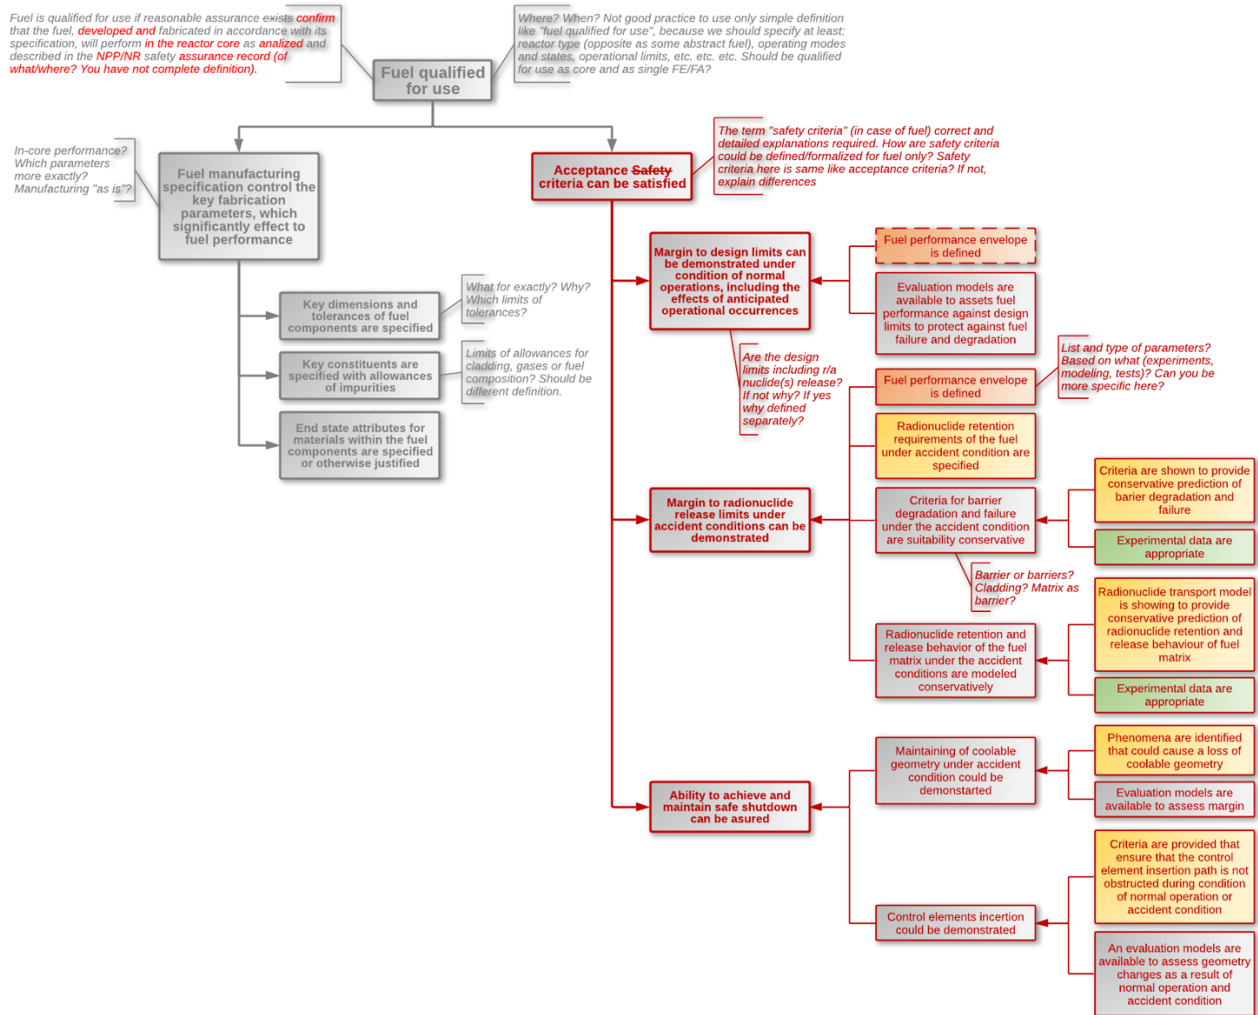 Fuel is qualified for use if reasonable assurance exists confirm
that the fuel, developed and fabricated in accordance with its
specification, will perform in the reactor core as analized and
described in the NPP/NR safety assurance record (of
what/where? You have not complete definition).
Where? When? Not good practice to use only simple definition
like "fuel qualified for use", because we should specify at least:
reactor type (opposite as some abstract fuel), operating modes
and states, operational limits, etc. etc. etc. Should be qualified
for use as core and as single FE/FA?
Fuel qualified
for use
In-core performance?
Which parameters
more exactly?
Manufacturing "as is"?
Fuel manufacturing
specification control the
key fabrication
parameters, which
significantly effect to
fuel performance
Key dimensions and
tolerances of fuel
components are specified
What for exactly? Why?
Which limits of
tolerances?
Key constituents are
specified with allowances
of impurities
Limits of allowances for
cladding, gases or fuel
composition? Should be
different definition.
End state attributes for
materials within the fuel
components are specified
or otherwise justified
Acceptance Safety
criteria can be satisfied
The term "safety criteria" (in case of fuel) correct and
detailed explanations required. How are safety criteria
could be defined/formalized for fuel only? Safety
criteria here is same like acceptance criteria? If not,
explain differences
Margin to design limits can
be demonstrated under
condition of normal
operations, including the
effects of anticipated
operational occurrences
Fuel performance envelope
is defined
Evaluation models are
available to assets fuel
performance against design
limits to protect against fuel
failure and degradation
Are the design
limits including r/a
nuclide(s) release?
If not why? If yes
why defined
separately?
Margin to radionuclide
release limits under
accident conditions can be
demonstrated
Fuel performance envelope
is defined
List and type of parameters?
Based on what (experiments,
modeling, tests)? Can you be
more specific here?
Radionuclide retention
requirements of the fuel
under accident condition are
specified
Criteria for barrier
degradation and failure
under the accident condition
are suitability conservative
Barrier or barriers?
Cladding? Matrix as
barrier?
Criteria are shown to provide
conservative prediction of
barier degradation and
failure
Experimental data are
appropriate
Radionuclide retention and
release behavior of the fuel
matrix under the accident
conditions are modeled
conservatively
Radionuclide transport model
is showing to provide
conservative prediction of
radionuclide retention and
release behaviour of fuel
matrix
Experimental data are
appropriate
Ability to achieve and
maintain safe shutdown
can be asured
Maintaining of coolable
geometry under accident
condition could be
demonstarted
Phenomena are identified
that could cause a loss of
coolable geometry
Evaluation models are
available to assess margin
Control elements incertion
could be demonstrated
Criteria are provided that
ensure that the control
element insertion path is not
obstructed during condition
of normal operation or
accident condition
An evaluation models are
available to assess geometry
changes as a result of
normal operation and
accident condition